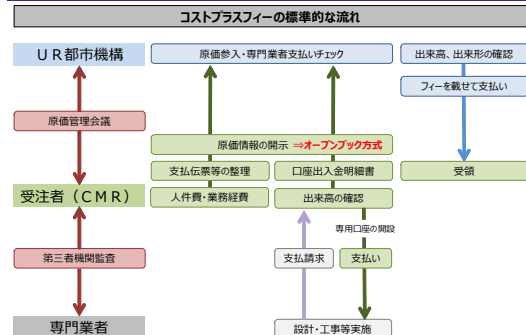 コストプラスフィーの標準的な流れ
UR都市機構
原価参入・専門業者支払いチェック
出来高、出来形の確認
フィーを載せて支払い
原価管理会議
原価情報の開示 ⇒オープンブック方式
支払伝票等の整理
口座出入金明細書
受領
受注者（CMR）
人件費・業務経費
出来高の確認
専用口座の開設
第三者機関監査
支払請求
支払い
専門業者
設計・工事等実施